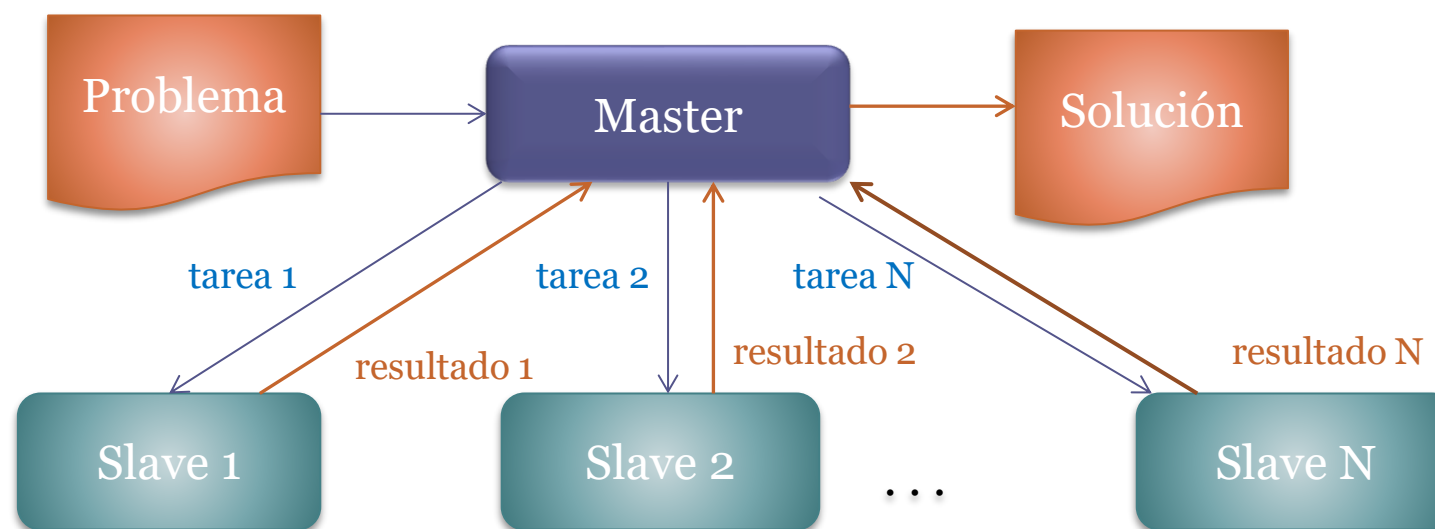 Problema
Master
Solución
tarea 1
tarea 2
tarea N
resultado 1
resultado 2
resultado N
Slave 1
Slave 2
. . .
Slave N